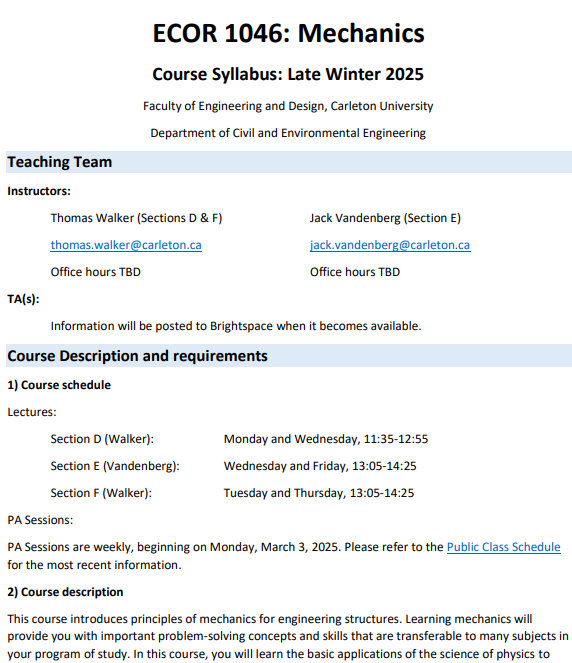 ECOR 1046: Mechanics
Course Syllabus: Late Winter 2025
Faculty of Engineering and Design, Carleton University
Department of Civil and Environmental Engineering
Teaching Team
Instructors:
Thomas Walker (Sections D & F) Jack Vandenberg (Section E)
thomas.walker@carleton.ca jack.vandenberg@carleton.ca
Office hours TBD Office hours TBD
TA(s):
Information will be posted to Brightspace when it becomes available.
Course Description and requirements
1) Course schedule
Lectures:
Section D (Walker): Monday and Wednesday, 11:35-12:55
Section E (Vandenberg): Wednesday and Friday, 13:05-14:25
Section F (Walker): Tuesday and Thursday, 13:05-14:25
PA Sessions:
PA Sessions are weekly, beginning on Monday, March 3, 2025. Please refer to the Public Class Schedule
for the most recent information.
2) Course description
This course introduces principles of mechanics for engineering structures. Learning mechanics will
provide you with important problem-solving concepts and skills that are transferable to many subjects in
your program of study. In this course, you will learn the basic applications of the science of physics to